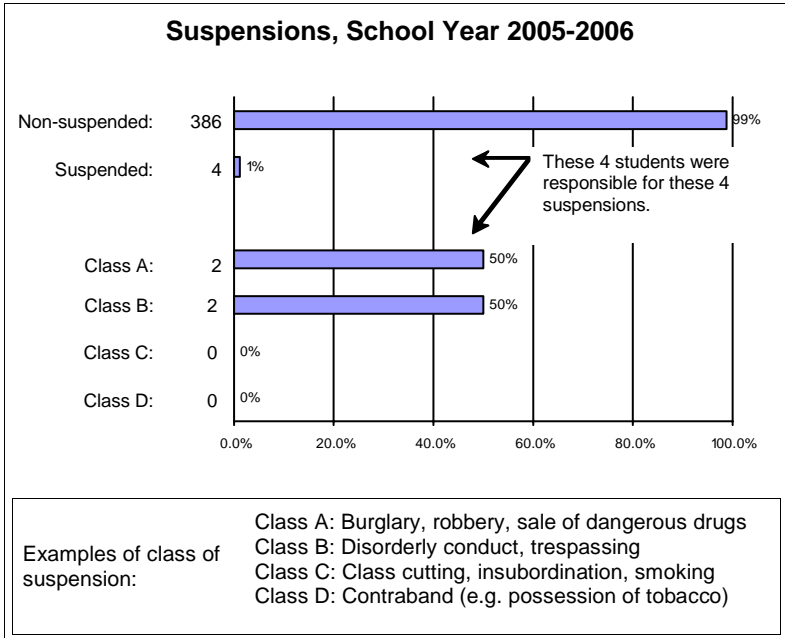 Suspensions, School Year 2005-2006
Non-suspended: 386 99%
Suspended: 4 1%
These 4 students were
responsible for these 4
suspensions.
Class A: 2 50%
Class B: 2 50%
Class C: 0 0%
Class D: 0 0%
0.0% 20.0% 40.0% 60.0% 80.0% 100.0%
Examples of class of
suspension:
Class A: Burglary, robbery, sale of dangerous drugs
Class B: Disorderly conduct, trespassing
Class C: Class cutting, insubordination, smoking
Class D: Contraband (e.g. possession of tobacco)